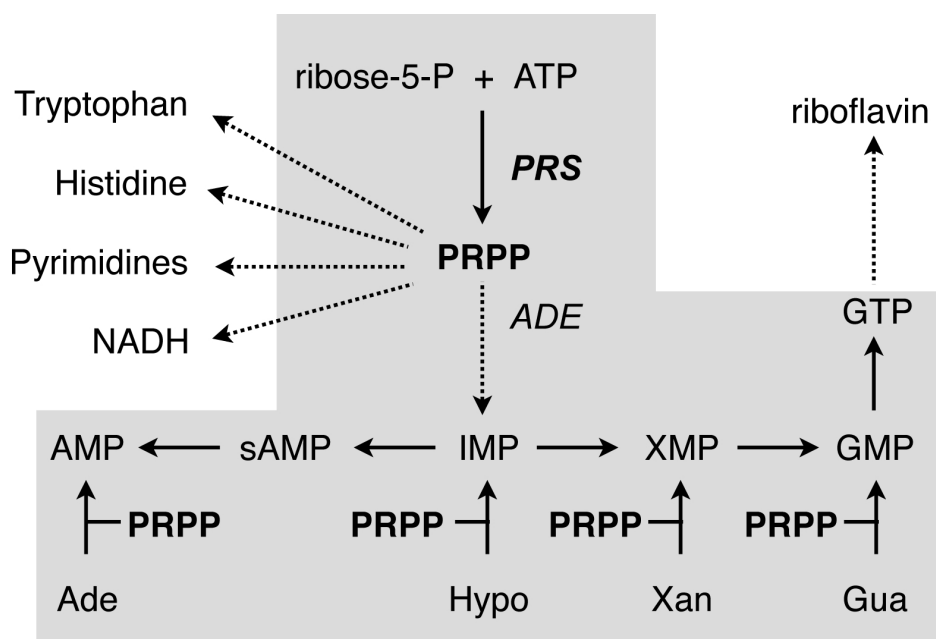 ribose-5-P + ATP
Tryptophan
riboflavin
PRS
Histidine
PRPP
Pyrimidines
ADE
GTP
NADH
AMP sAMP IMP XMP GMP
PRPP PRPP PRPP PRPP
Ade Hypo Xan Gua